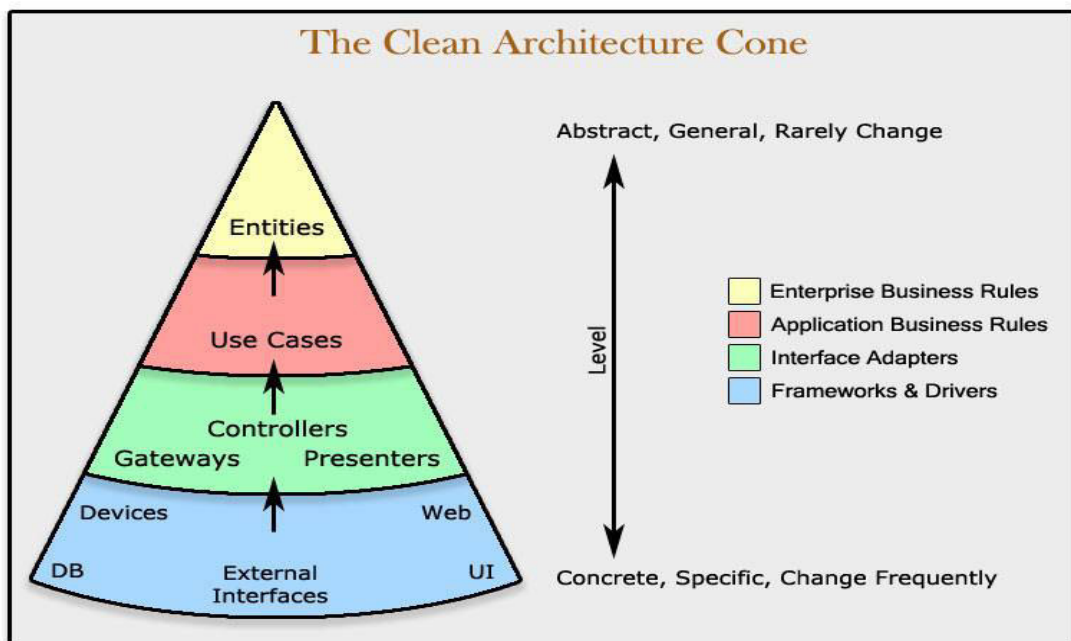 The Clean Architecture Cone
Abstract, General, Rarely Change
Entities
Use Cases
Controllers
Gateways Presenters
Devices Web
DB External Interfaces UI
Level
Enterprise Business Rules
Application Business Rules
Interface Adapters
Frameworks & Drivers
Concrete, Specific, Change Frequently